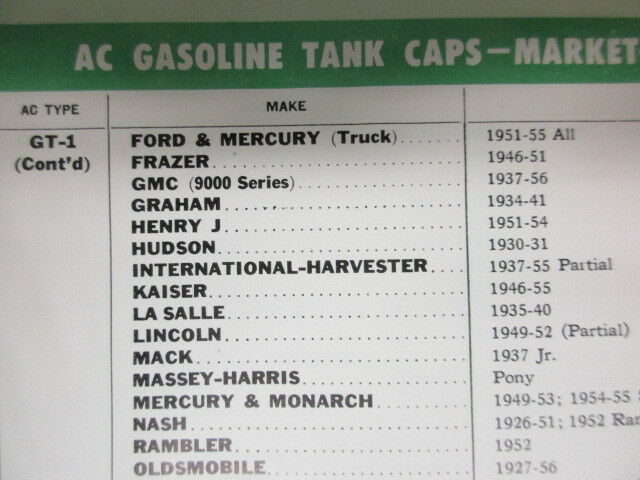 AC GASOLINE TANK CAPS—MARKET
AC TYPE MAKE
GT-1 FORD & MERCURY (Truck) 1951-55 All
(Cont'd) FRAZER 1946-51
GMC (9000 Series) 1937-56
GRAHAM 1934-41
HENRY J 1951-54
HUDSON 1930-31
INTERNATIONAL-HARVESTER 1937-55 Partial
KAISER 1946-55
LA SALLE 1935-40
LINCOLN 1949-52 (Partial)
MACK 1937 Jr.
MASSEY-HARRIS Pony
MERCURY & MONARCH 1949-53; 1954-55
NASH 1926-51; 1952
RAMBLER 1952
OLDSMOBILE 1927-56